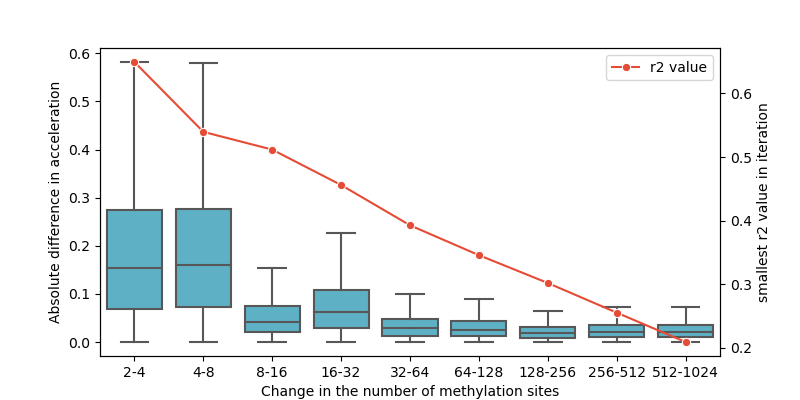 r2 value
Absolute difference in acceleration
0.6
0.5
0.4
0.3
0.2
0.1
0.0
0.6
0.5
0.4
0.3
0.2
smallest r2 value in iteration
2-4 4-8 8-16 16-32 32-64 64-128 128-256 256-512 512-1024
Change in the number of methylation sites